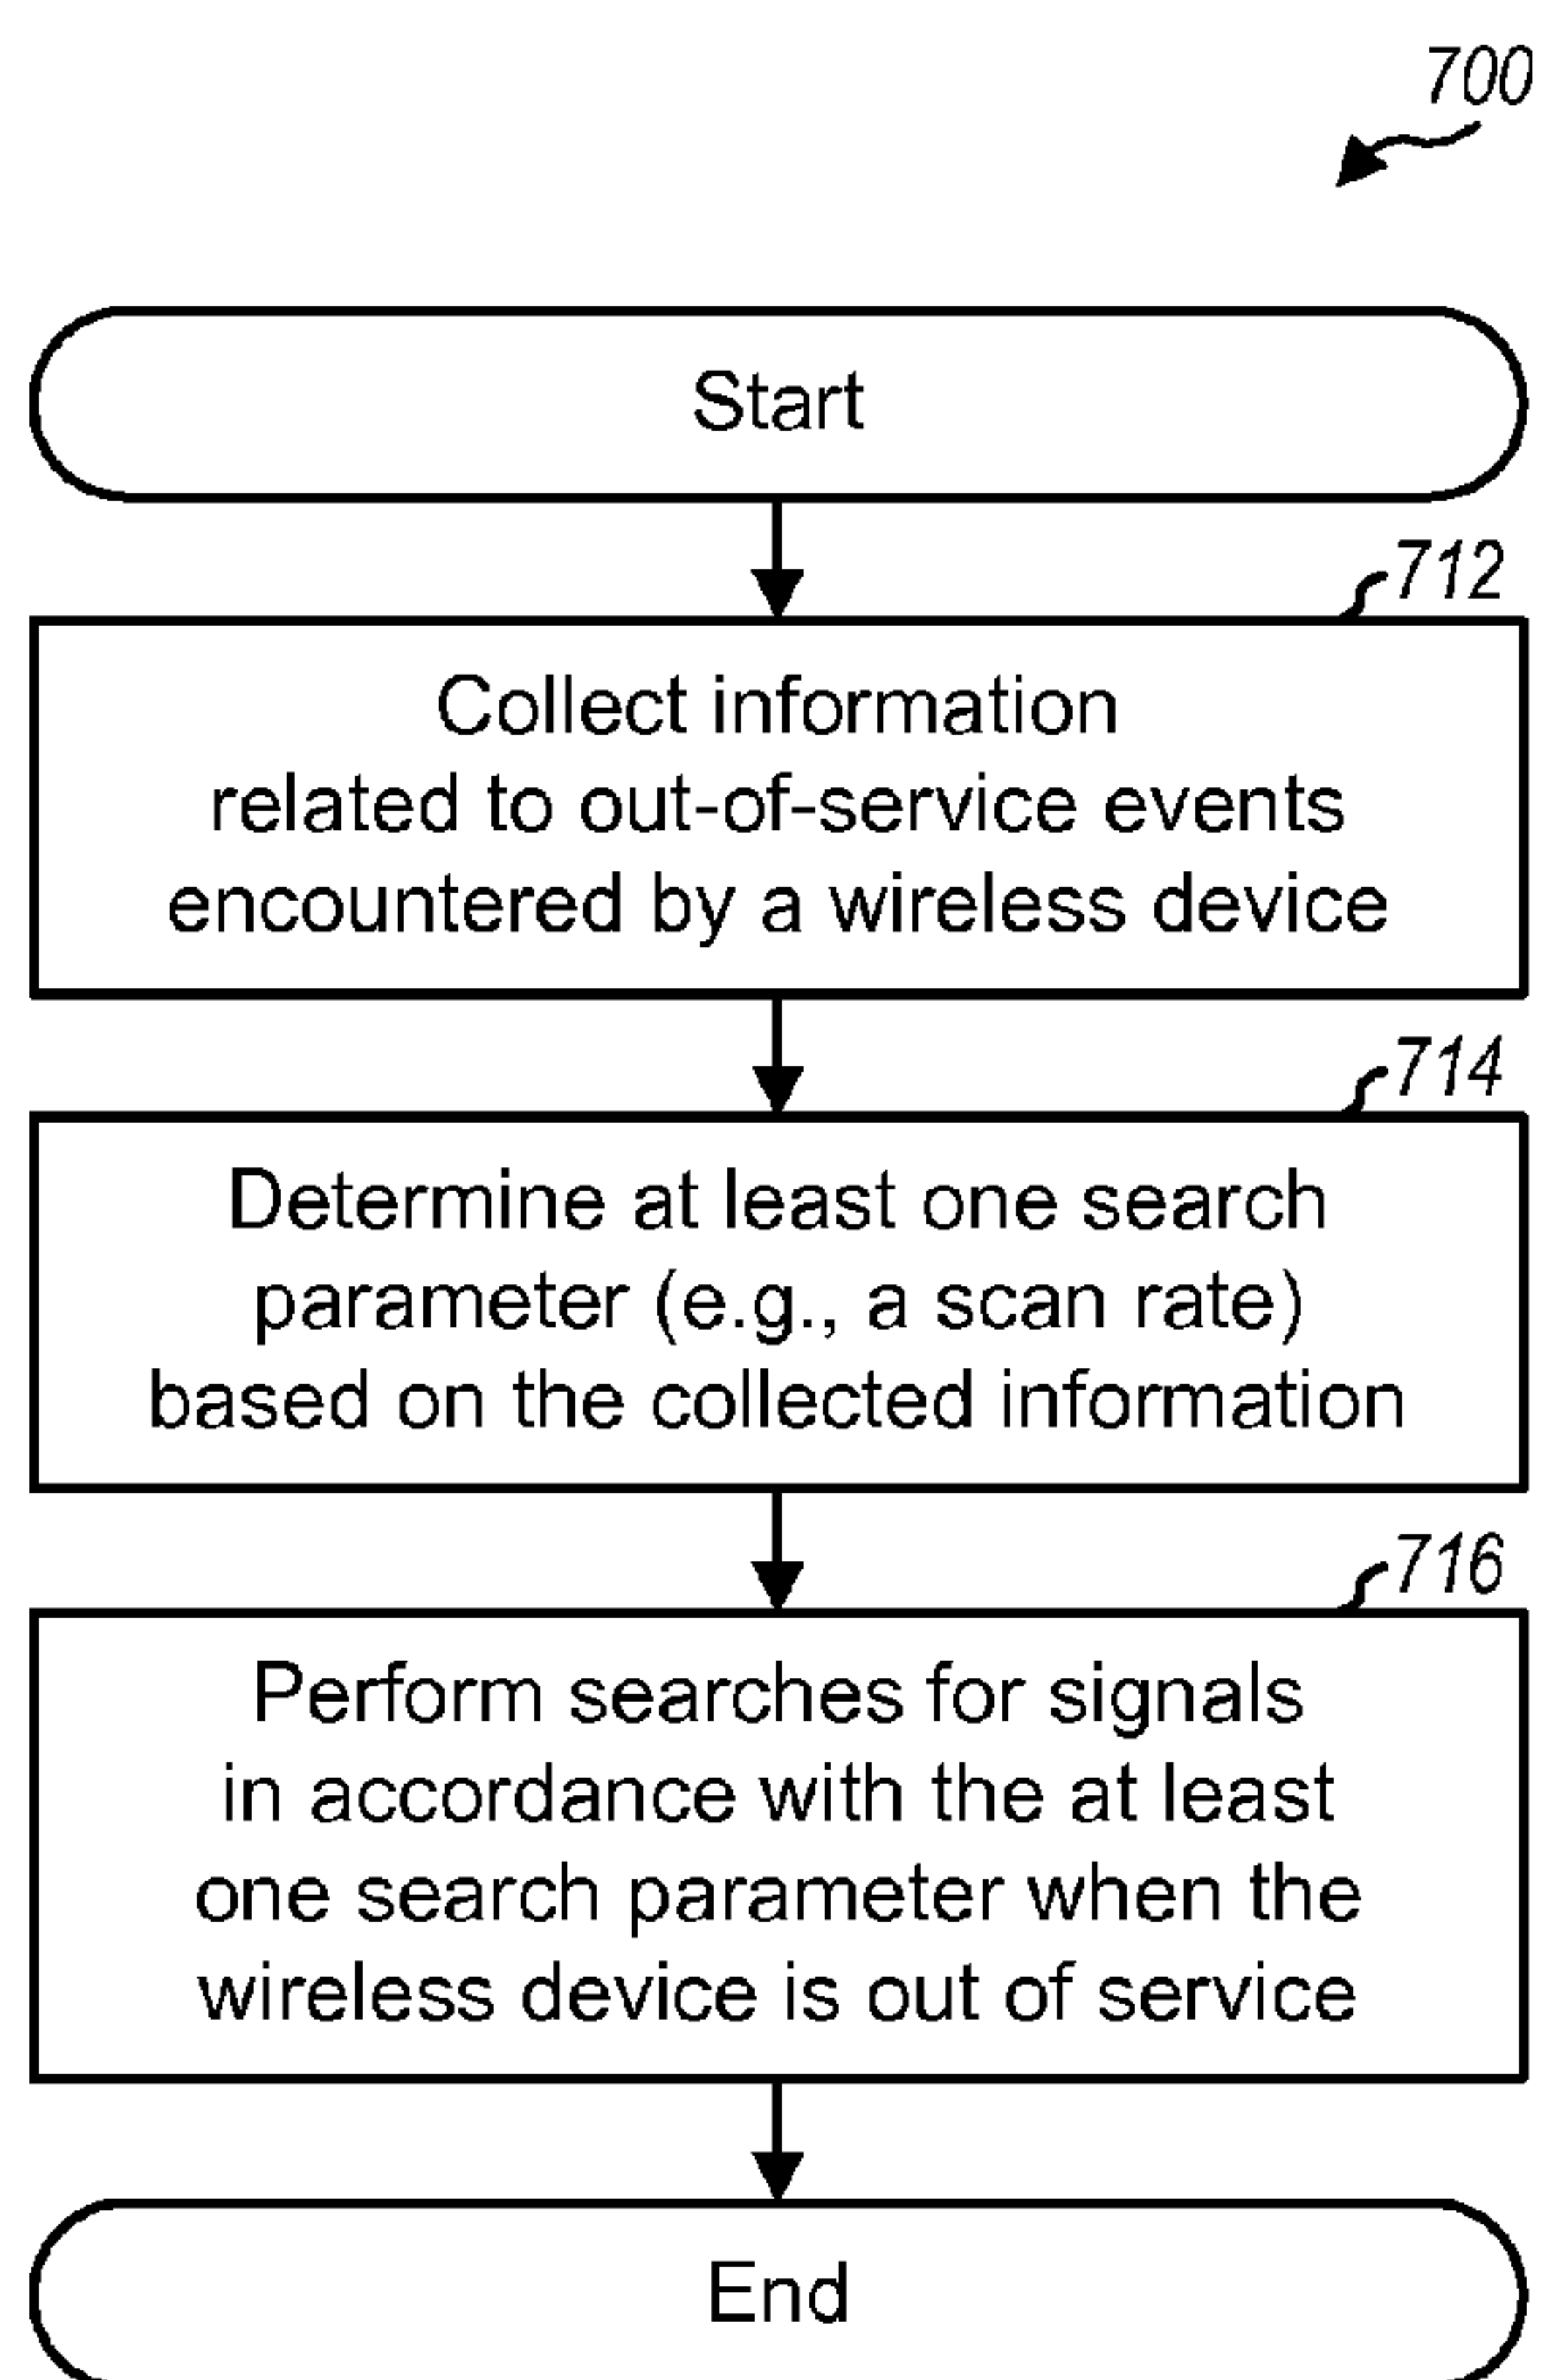 700
Start
712
Collect information
related to out-of-service events
encountered by a wireless device
714
Determine at least one search
parameter (e.g., a scan rate)
based on the collected information
716
Perform searches for signals
in accordance with the at least
one search parameter when the
wireless device is out of service
End